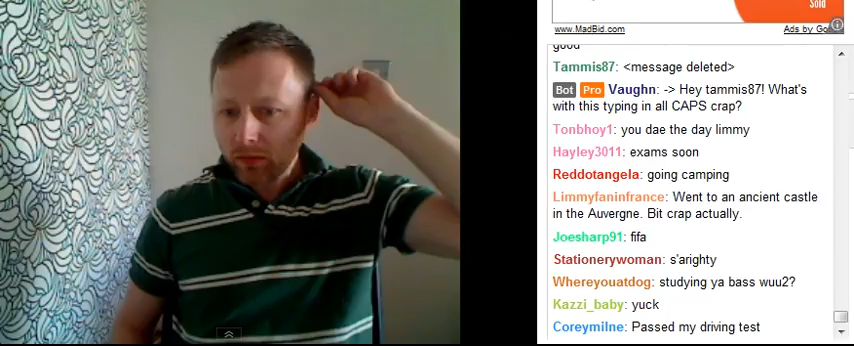 Sold
www.MadBid.com
Ads by Go
good
Tammis87: <message deleted>
Bot Pro Vaughn: -> Hey tammis87! What's
with this typing in all CAPS crap?
Tonbhoy1: you dae the day limmy
Hayley3011: exams soon
Reddotangela: going camping
Limmyfaninfrance: Went to an ancient castle
in the Auvergne. Bit crap actually.
Joesharp91: fifa
Stationerywoman: s'arighty
Whereyouatdog: studying ya bass wuu2?
Kazzi_baby: yuck
Coreymilne: Passed my driving test